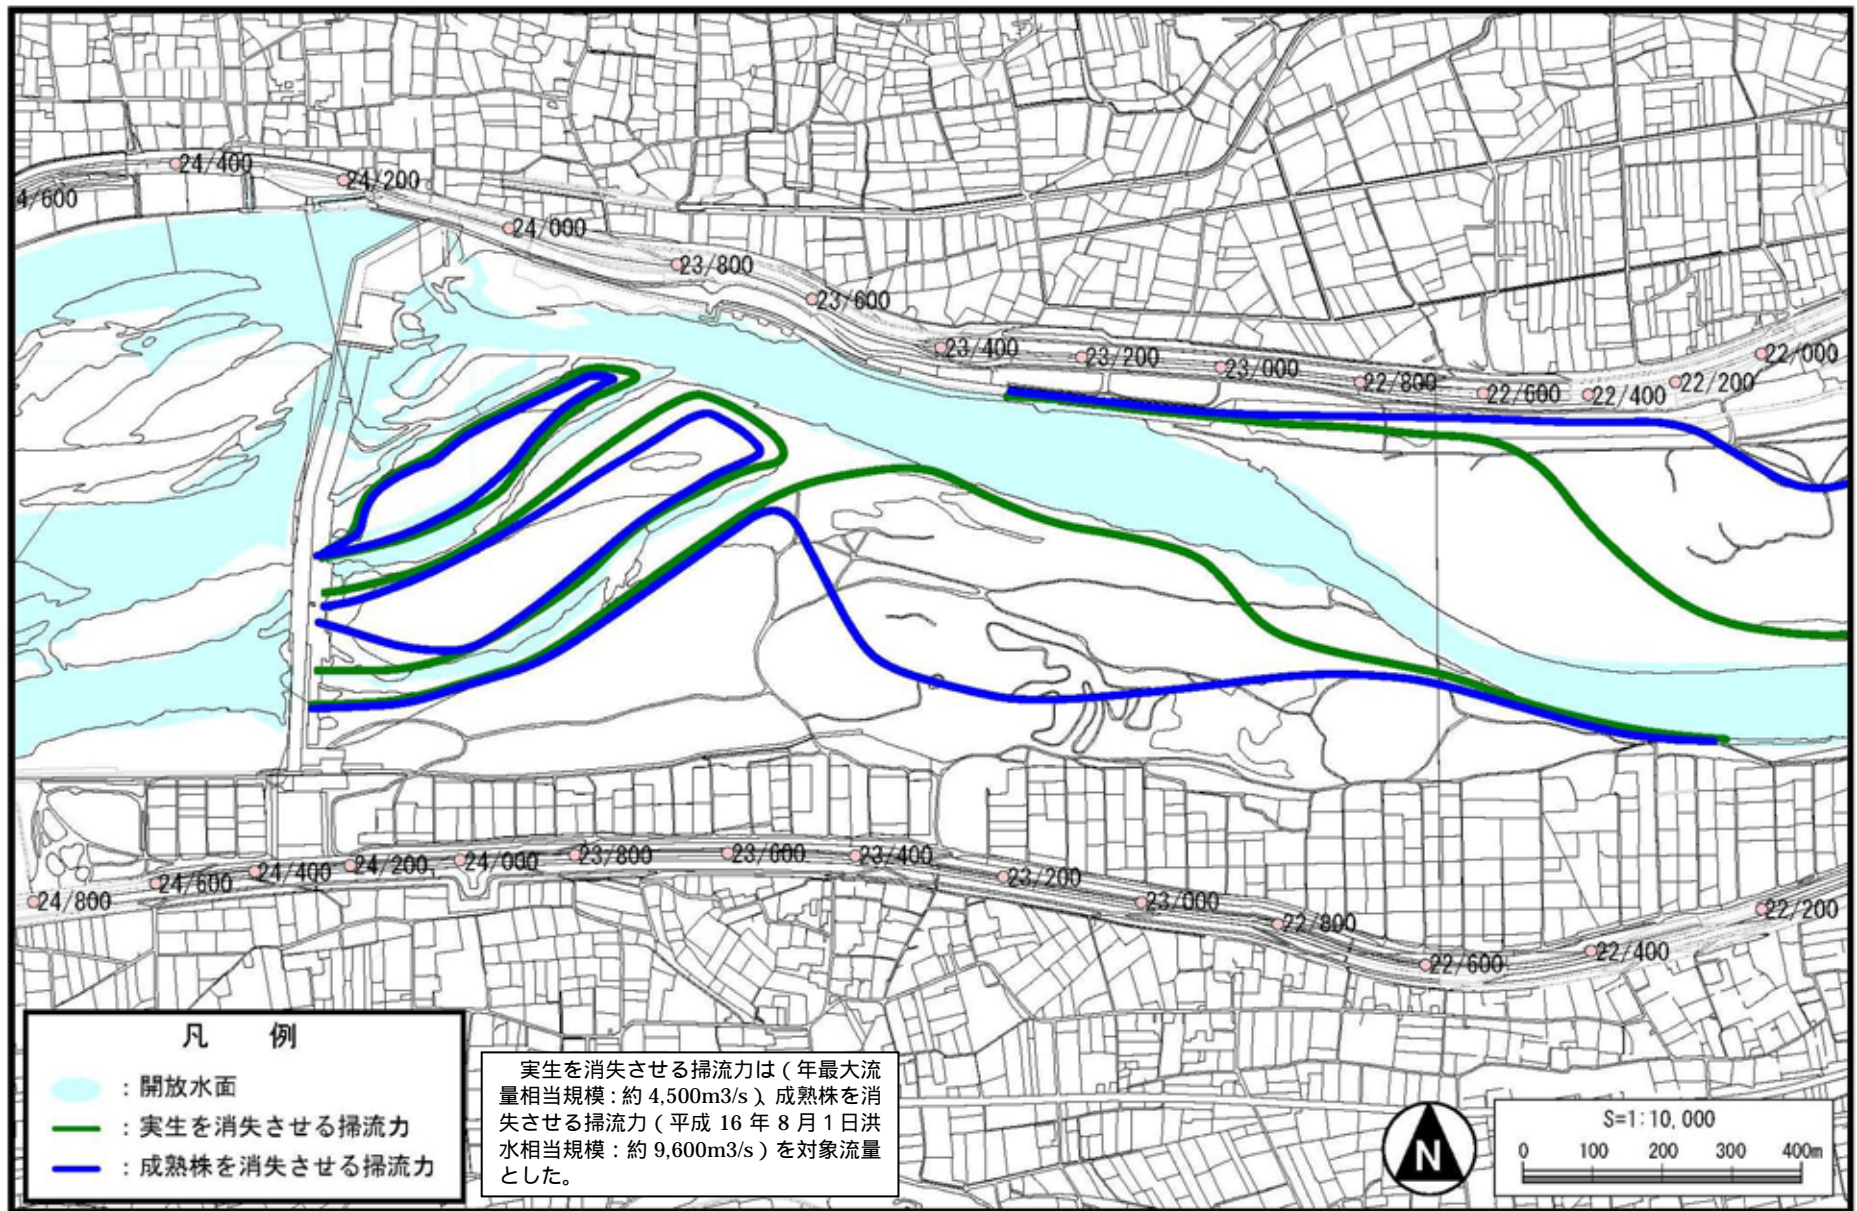 24/400
24/200
4/600
24/000
23/800
23/600
23/400
23/200
23/000
22/800
22/600
22/400
22/200
22/000
24/800
24/600
24/400
24/200
24/000
23/800
23/600
23/400
23/200
23/000
22/800
22/600
22/400
22/200
凡 例
：開放水面
：実生を消失させる掃流力
：成熟株を消失させる掃流力
実生を消失させる掃流力は（年最大流
量相当規模：約 4,500m3/s）、成熟株を消
失させる掃流力（平成 16 年 8 月 1 日洪
水相当規模：約 9,600m3/s）を対象流量
とした。
N
S=1:10,000
0 100 200 300 400m